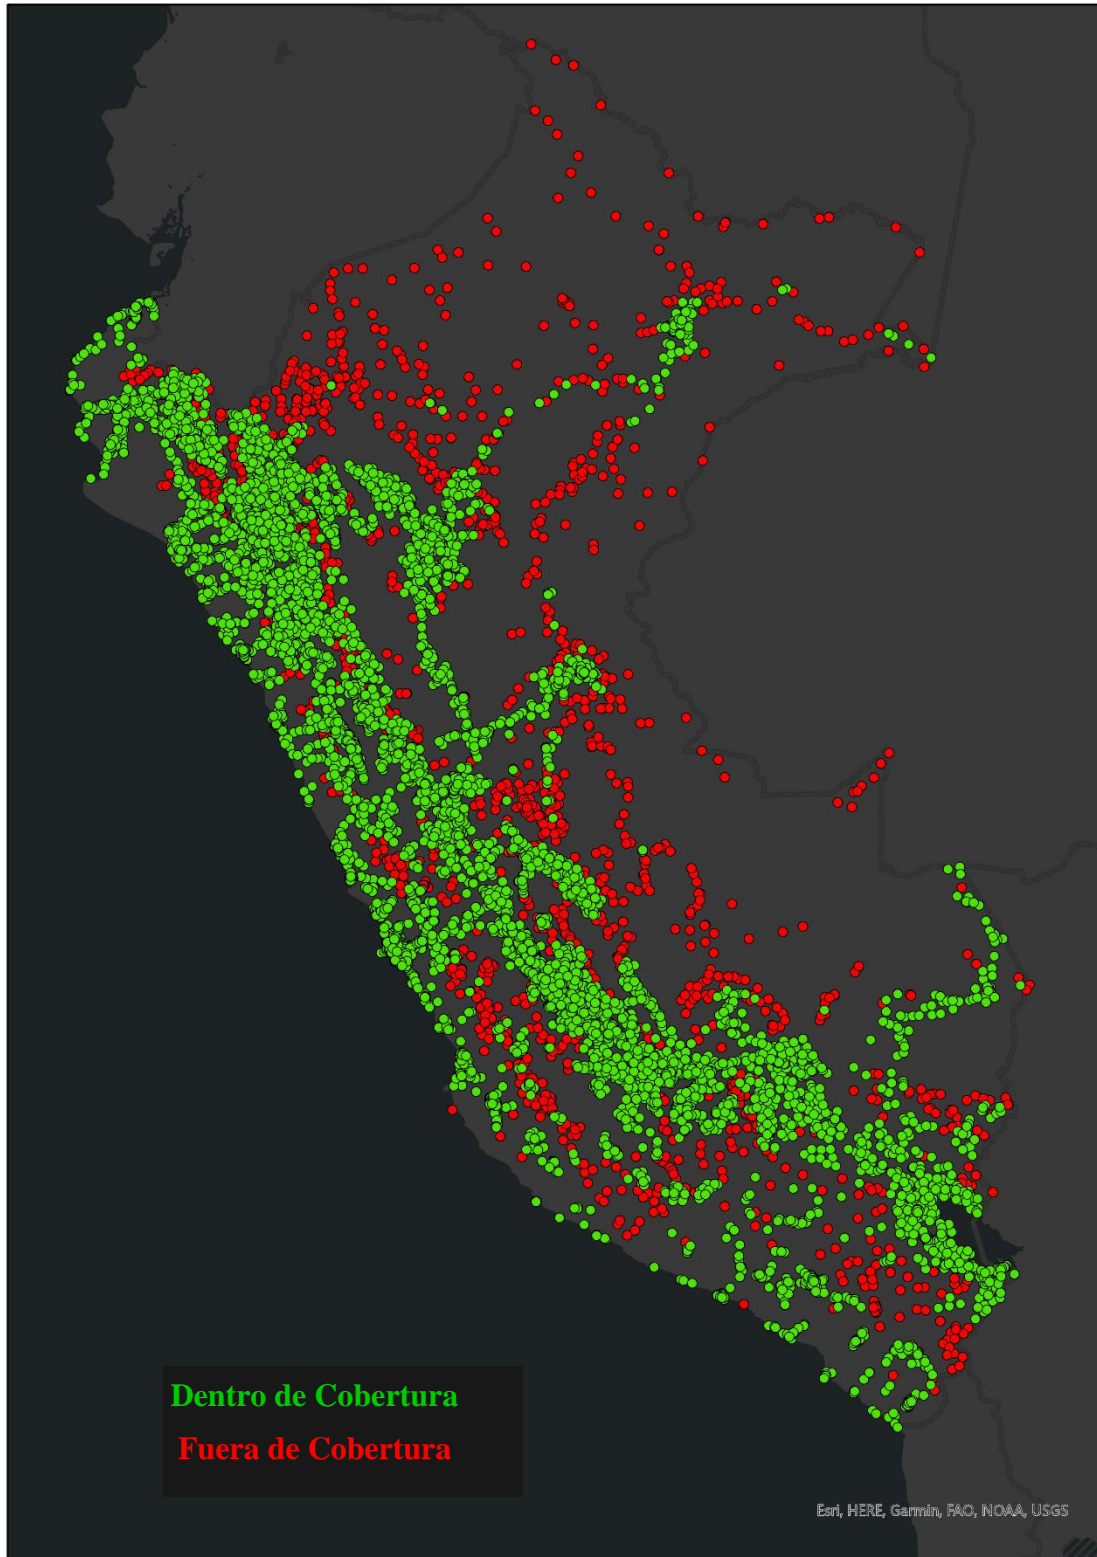 Dentro de Cobertura
Fuera de Cobertura
Esri, HERE, Garmin, FAO, NOAA, USGS